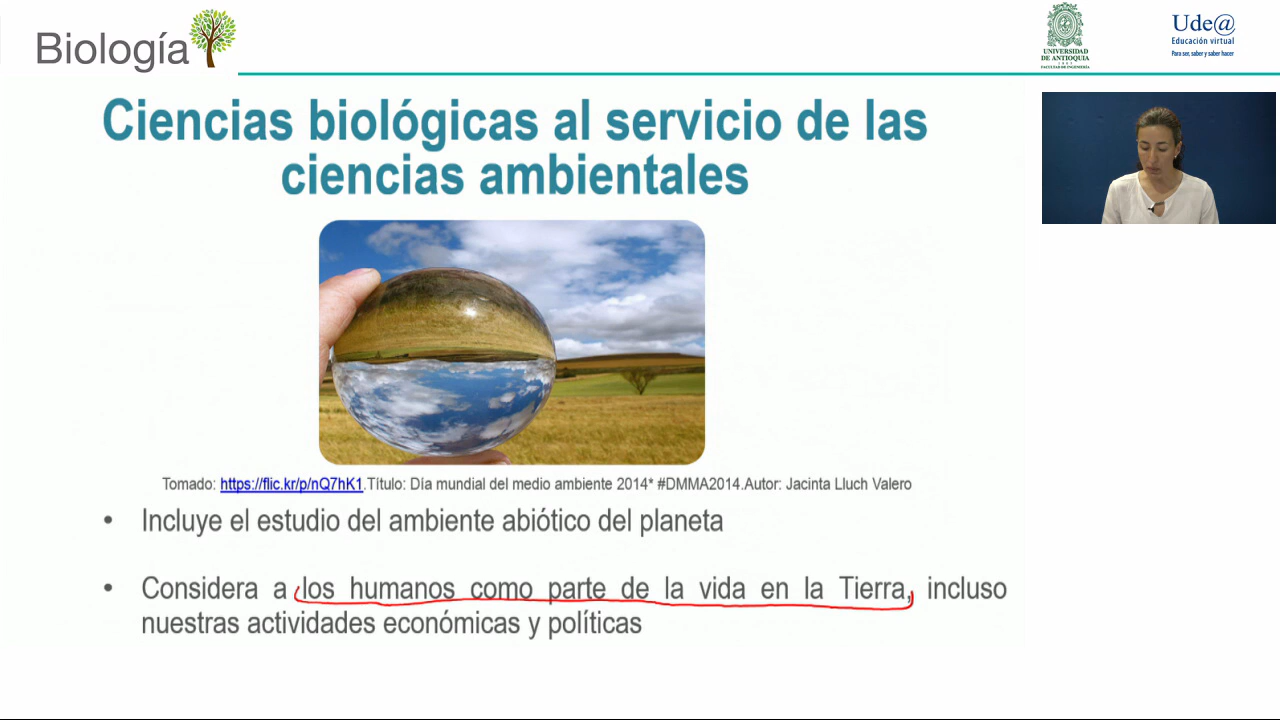 Biología
UNIVERSIDAD
DE ANTIOQUIA
1803
FACULTAD DE INGENIERÍA
Ude@
Educación virtual
Para ser, saber y saber hacer
Ciencias biológicas al servicio de las
ciencias ambientales
Tomado: https://flic.kr/p/nQ7hK1.Título: Día mundial del medio ambiente 2014* #DMMA2014.Autor: Jacinta Lluch Valero
• Incluye el estudio del ambiente abiótico del planeta
• Considera a los humanos como parte de la vida en la Tierra, incluso
nuestras actividades económicas y políticas